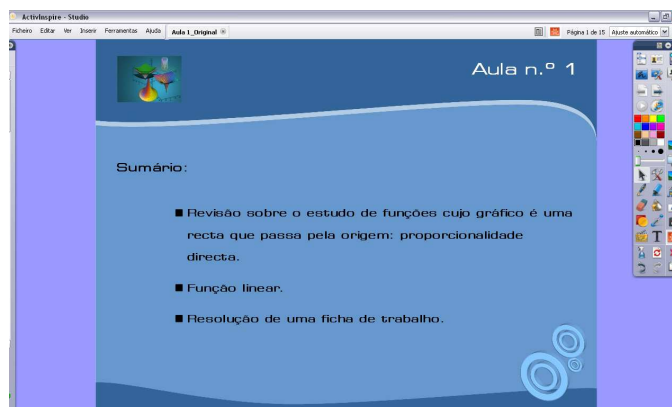 ActivInspire - Studio
Ficheiro Editar Ver Inserir Ferramentas Ajuda Aula 1_Original Página 1 de 15 Ajuste automático
Aula n.º 1
Sumário:
■ Revisão sobre o estudo de funções cujo gráfico é uma
recta que passa pela origem: proporcionalidade
directa.
■ Função linear.
■ Resolução de uma ficha de trabalho.
T